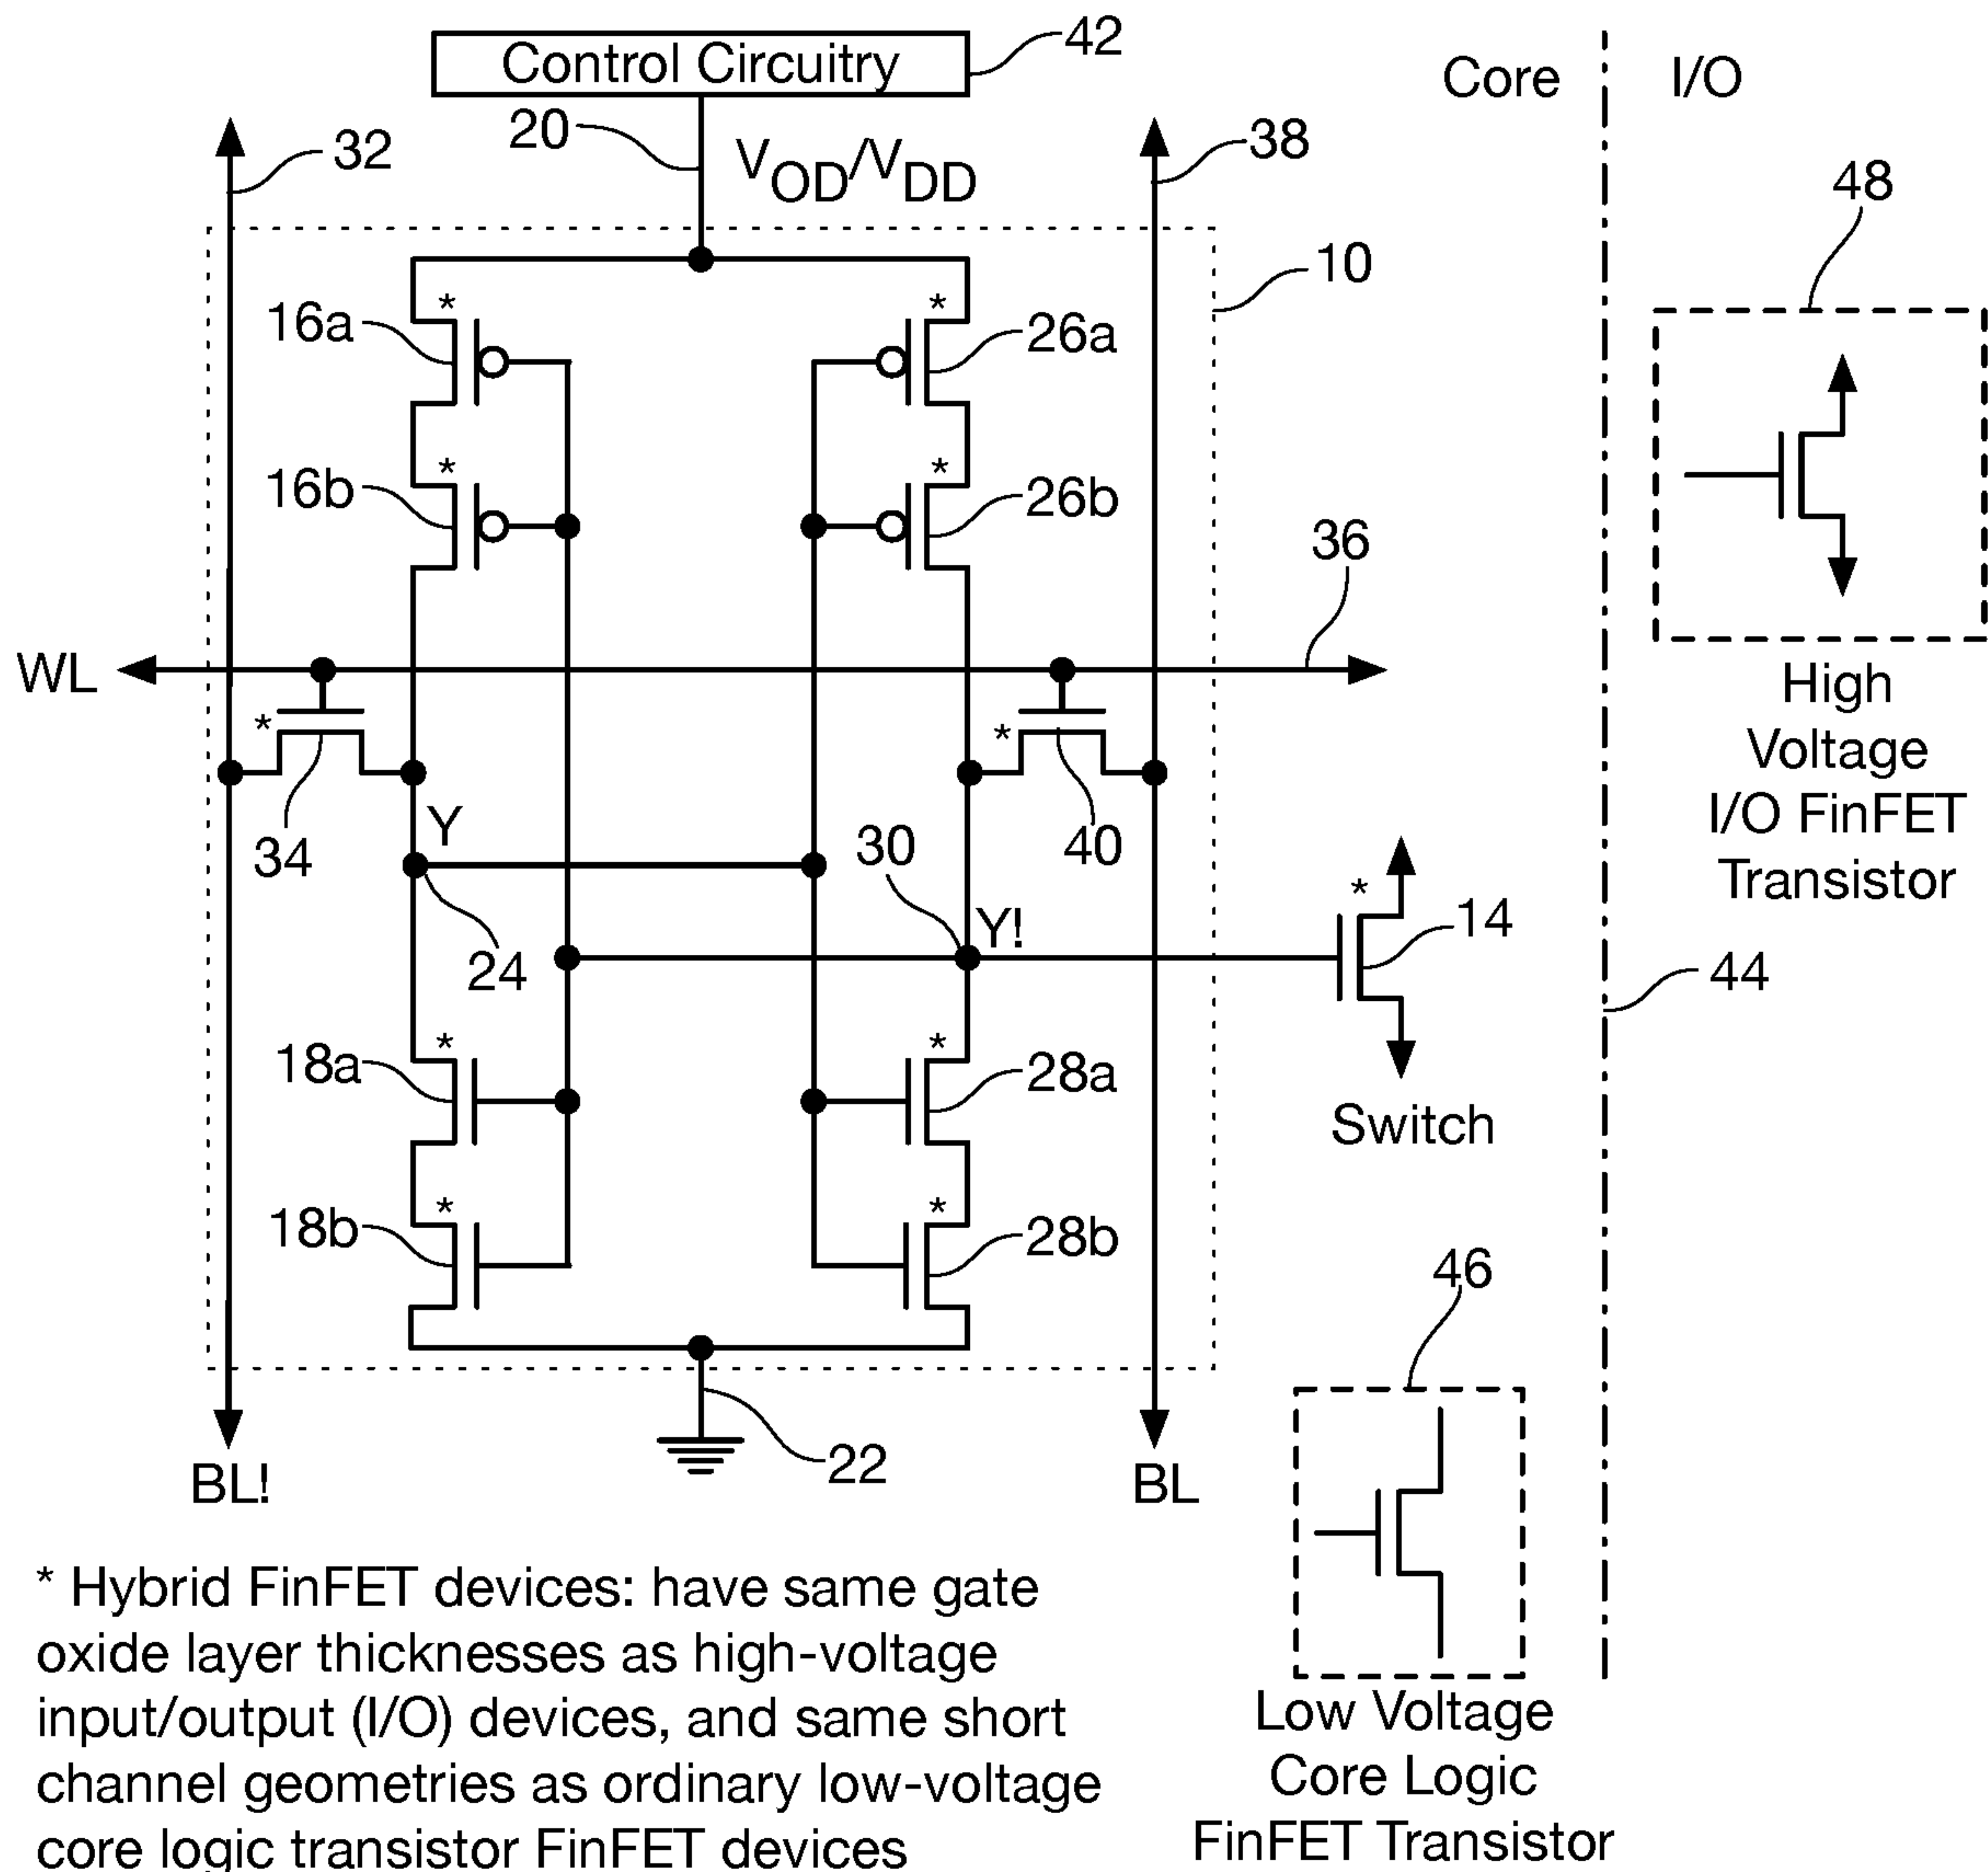 Control Circuitry
42
Core
I/O
20
V_OD/V_DD
32
38
48
10
16a
*
*
26a
16b
*
*
26b
36
WL
High
Voltage
I/O FinFET
Transistor
*
*
34
Y
30
40
*
14
24
Y!
44
18a
*
*
28a
Switch
18b
*
*
28b
46
22
BL!
BL
* Hybrid FinFET devices: have same gate
oxide layer thicknesses as high-voltage
input/output (I/O) devices, and same short
channel geometries as ordinary low-voltage
core logic transistor FinFET devices
Low Voltage
Core Logic
FinFET Transistor